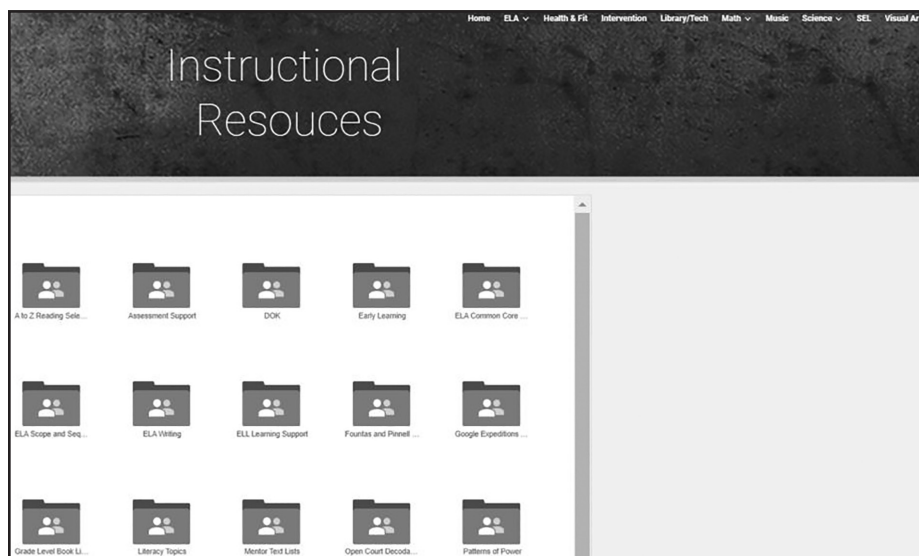 Home ELA Health & Fit Intervention Library/Tech Math Music Science SEL Visual Ar
Instructional
Resouces
A to Z Reading Sele...
Assessment Support
DOK
Early Learning
ELA Common Core ...
ELA Scope and Seq...
ELA Writing
ELL Learning Support
Fountas and Pinnell ...
Google Expeditions ...
Grade Level Book Li...
Literacy Topics
Mentor Text Lists
Open Court Decoda...
Patterns of Power